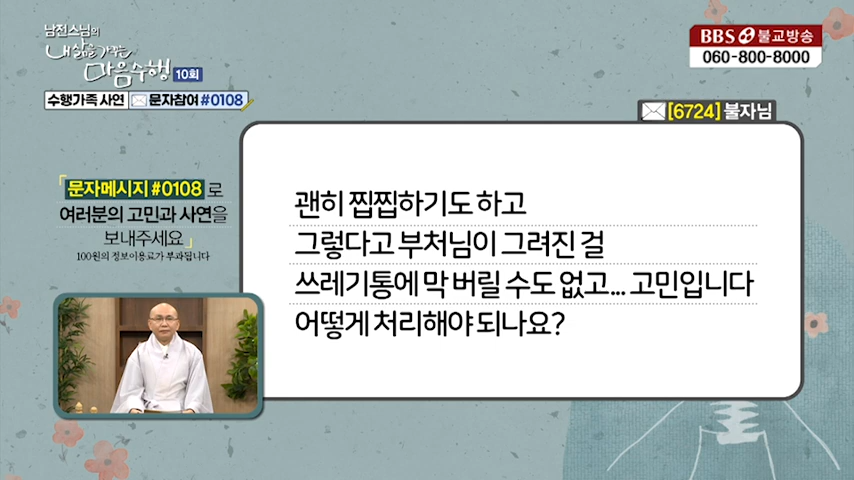 남전스님의
내 삶을 가꾸는
마음수행 10회
수행가족 사연 문자참여 #0108
BBS 불교방송
060-800-8000
[6724] 불자님
「문자메시지 #0108로
여러분의 고민과 사연을
보내주세요」
100원의 정보이용료가 부과됩니다
괜히 찝찝하기도 하고
그렇다고 부처님이 그려진 걸
쓰레기통에 막 버릴 수도 없고... 고민입니다
어떻게 처리해야 되나요?